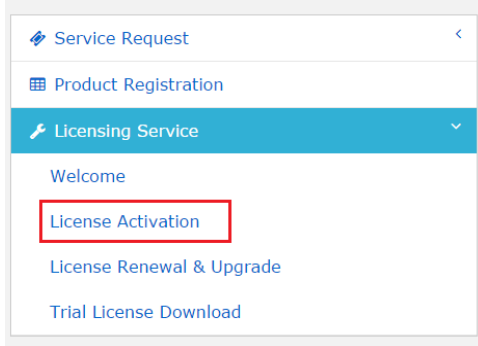 Service Request
Product Registration
Licensing Service
Welcome
License Activation
License Renewal & Upgrade
Trial License Download